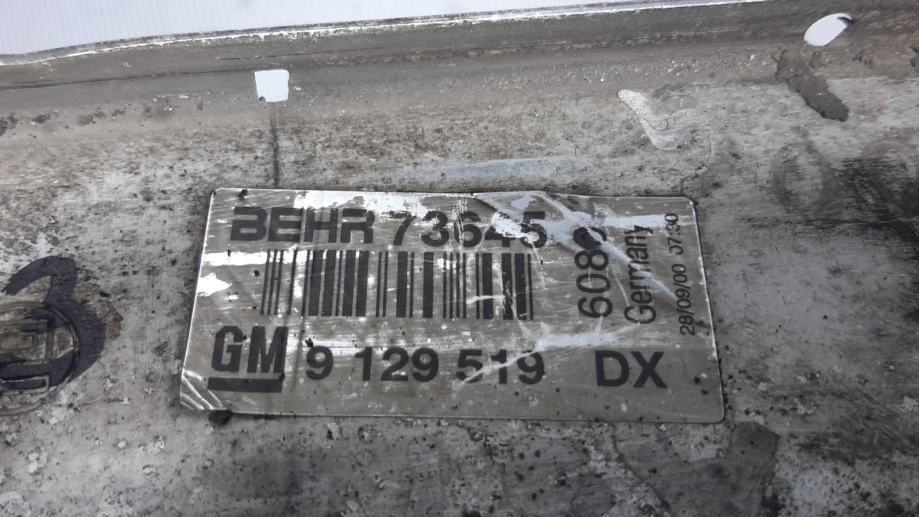 BEHR 73645
GM 9 129 519 DX
6080
Germany
28/09/00 07:30